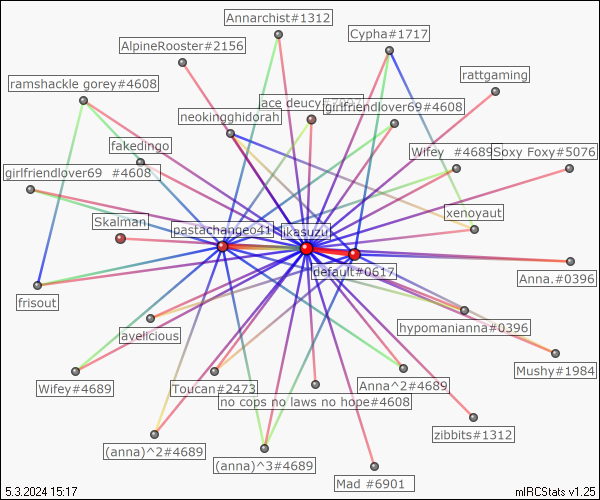 Annarchist#1312
Cypha#1717
AlpineRooster#2156
rattgaming
ramshackle gorey#4608
ace deucy
girlfriendlover69#4608
neokingghidorah
fakedingo
Wifey #4689
Soxy Foxy#5076
girlfriendlover69 #4608
xenoyaut
Skalman
pastachangeo41
ikasuzu
default#0617
Anna.#0396
frisout
ayelicious
hypomanianna#0396
Mushy#1984
Wifey#4689
Toucan#2473
Anna^2#4689
no cops no laws no hope#4608
zibbits#1312
(anna)^2#4689
(anna)^3#4689
Mad #6901
5.3.2024 15:17
mIRCStats v1.25